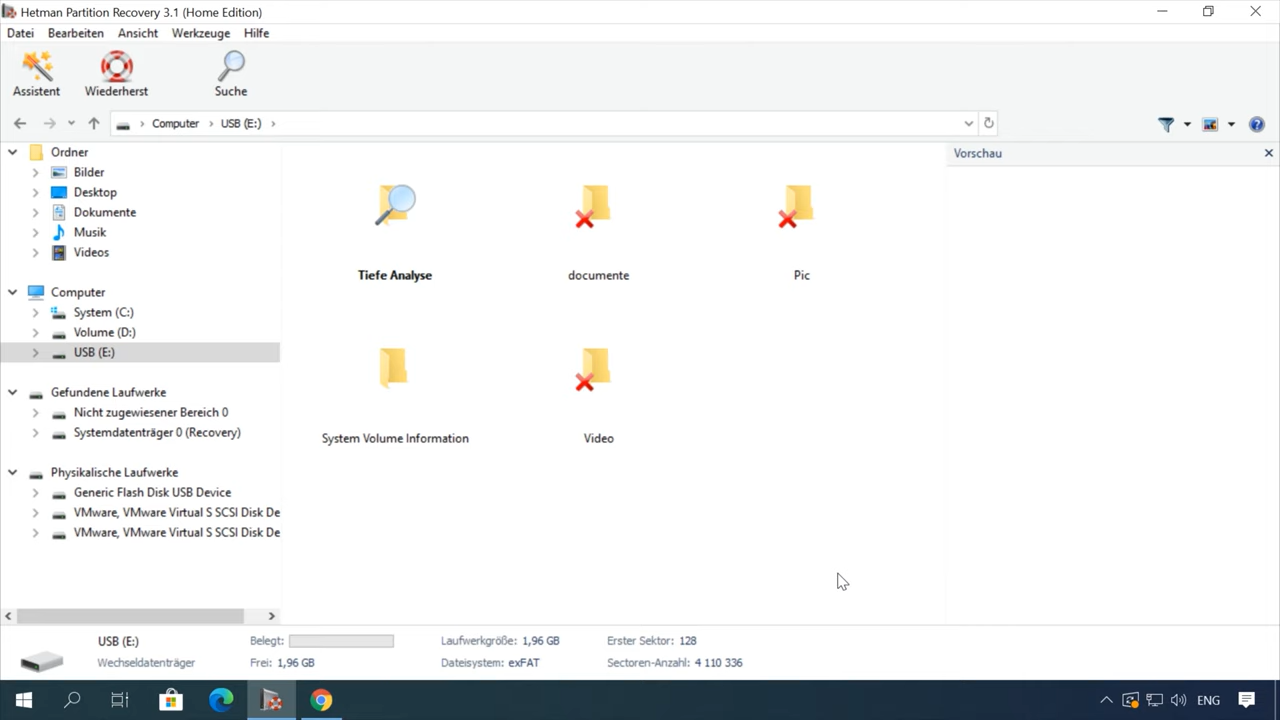 Hetman Partition Recovery 3.1 (Home Edition)
Datei Bearbeiten Ansicht Werkzeuge Hilfe
Assistent Wiederherst Suche
Computer USB (E:)
Ordner
Bilder
Desktop
Dokumente
Musik
Videos
Computer
System (C:)
Volume (D:)
USB (E:)
Gefundene Laufwerke
Nicht zugewiesener Bereich 0
Systemdatenträger 0 (Recovery)
Physikalische Laufwerke
Generic Flash Disk USB Device
VMware, VMware Virtual S SCSI Disk De
VMware, VMware Virtual S SCSI Disk De
Tiefe Analyse documente Pic
System Volume Information Video
Vorschau
USB (E:) Belegt: Laufwerkgröße: 1,96 GB Erster Sektor: 128
Wechseldatenträger Frei: 1,96 GB Dateisystem: exFAT Sectoren-Anzahl: 4 110 336
ENG